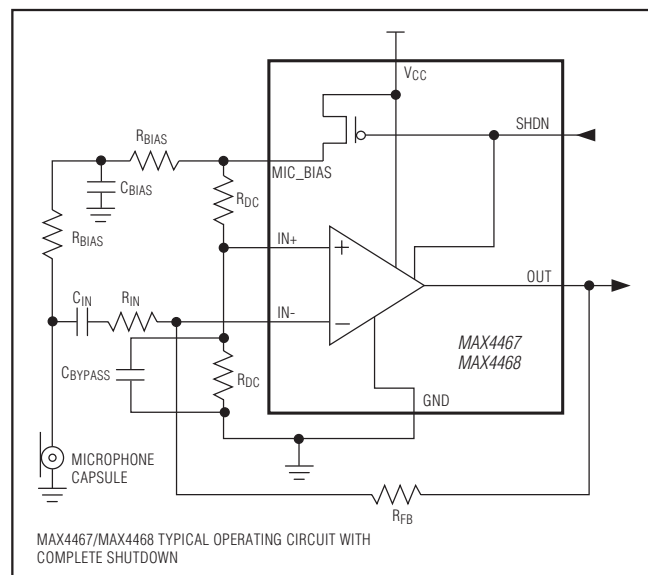 VCC
SHDN
RBIAS
MIC_BIAS
CBIAS
RDC
RBIAS
IN+
+
OUT
CIN
RIN
IN-
−
MAX4467
MAX4468
CBYPASS
RDC
GND
MICROPHONE
CAPSULE
RFB
MAX4467/MAX4468 TYPICAL OPERATING CIRCUIT WITH
COMPLETE SHUTDOWN